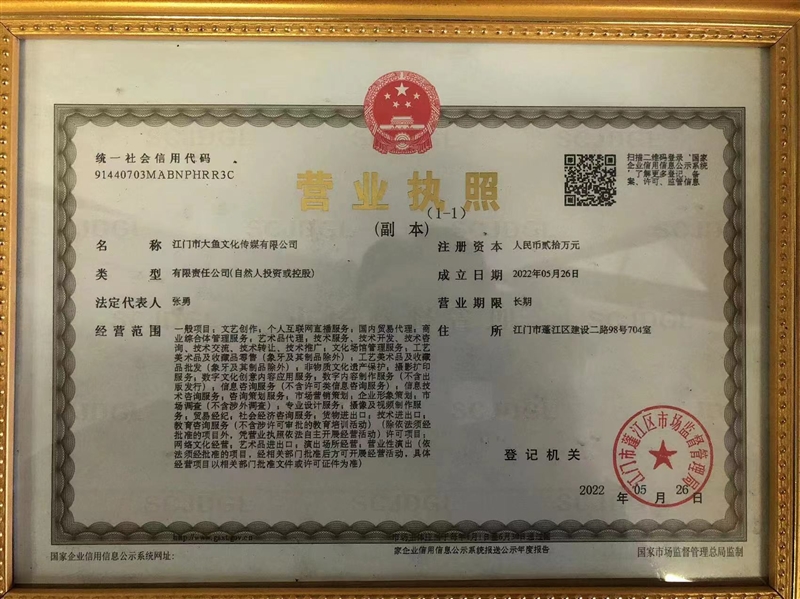 统一社会信用代码
91440703MABNPHRR3C
营业执照
(副 本)(1-1)
扫描二维码登录'国家
企业信用信息公示系统'
了解更多登记、备
案、许可、监管信息
名 称 江门市大鱼文化传媒有限公司
类 型 有限责任公司(自然人投资或控股)
法定代表人 张勇
经营范围 一般项目：文艺创作；个人互联网直播服务；国内贸易代理；商
业综合体管理服务；艺术品代理；技术服务、技术开发、技术咨
询、技术交流、技术转让、技术推广；文化场馆管理服务；工艺
美术品及收藏品零售（象牙及其制品除外）；工艺美术品及收藏
品批发（象牙及其制品除外）；非物质文化遗产保护；摄影扩印
服务；数字文化创意内容应用服务；数字内容制作服务（不含出
版发行）；信息咨询服务（不含许可类信息咨询服务）；信息技
术咨询服务；咨询策划服务；市场营销策划；企业形象策划；市
场调查（不含涉外调查）；专业设计服务；摄像及视频制作服
务；贸易经纪；社会经济咨询服务；货物进出口；技术进出口；
教育咨询服务（不含涉许可审批的教育培训活动）（除依法须经
批准的项目外，凭营业执照依法自主开展经营活动）许可项目：
网络文化经营；艺术品进出口；演出场所经营；营业性演出（依
法须经批准的项目，经相关部门批准后方可开展经营活动，具体
经营项目以相关部门批准文件或许可证件为准）
注册资本 人民币贰拾万元
成立日期 2022年05月26日
营业期限 长期
住 所 江门市蓬江区建设二路98号704室
登记机关
江门市蓬江区市场监督管理局
2022 年 05 月 26 日
国家企业信用信息公示系统网址：
家企业信用信息公示系统报送公示年度报告
国家市场监督管理总局监制